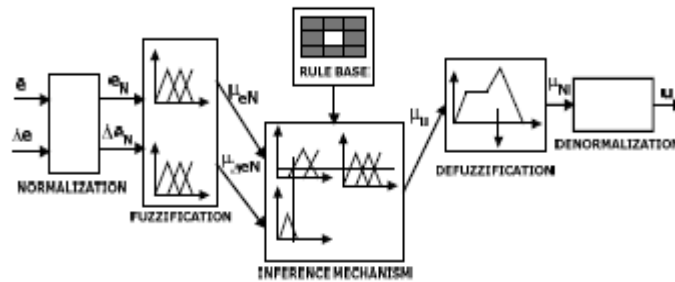 RULE BASE
e
e_N
Δe
Δe_N
NORMALIZATION
FUZZIFICATION
μ_eN
μ_ΔeN
INFERENCE MECHANISM
μ_u
DEFUZZIFICATION
μ_N
DENORMALIZATION
u